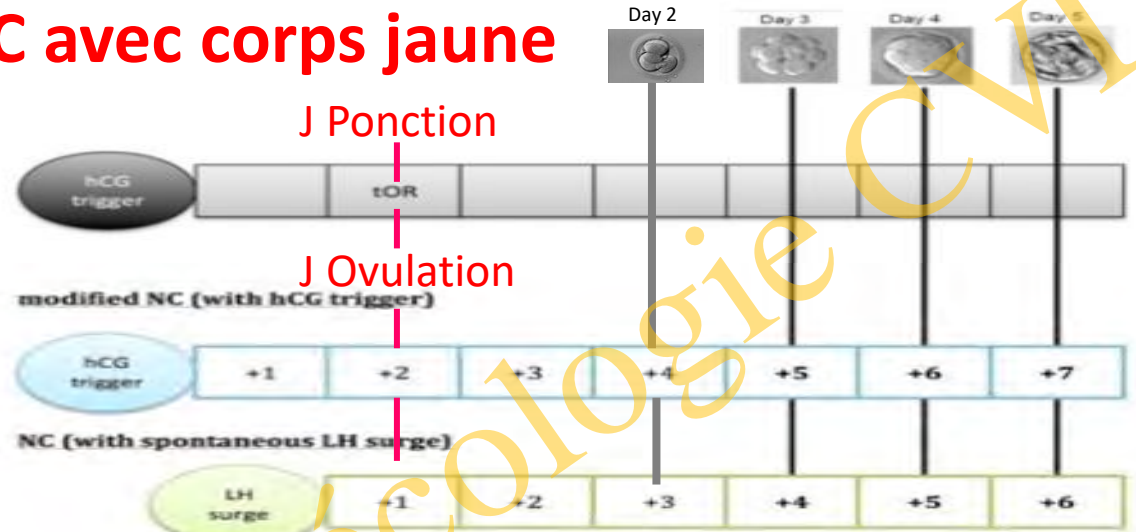 C avec corps jaune
Day 2
Day 3
Day 4
Day 5
J Ponction
hCG
trigger
tOR
J Ovulation
modified NC (with hCG trigger)
hCG
trigger
+1
+2
+3
+4
+5
+6
+7
NC (with spontaneous LH surge)
LH
surge
+1
+2
+3
+4
+5
+6
écologie CVI